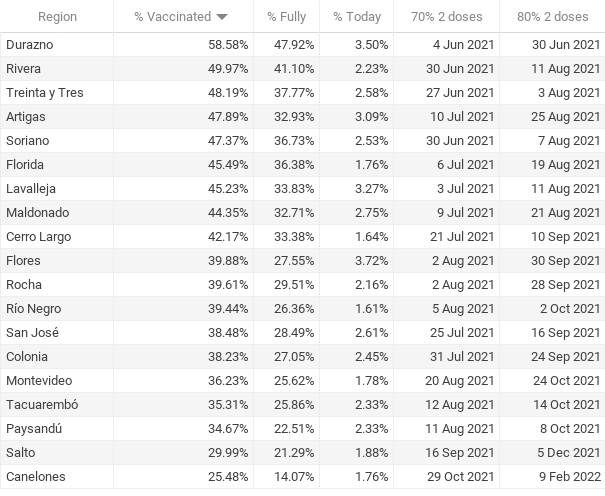 Region % Vaccinated % Fully % Today 70% 2 doses 80% 2 doses
Durazno 58.58% 47.92% 3.50% 4 Jun 2021 30 Jun 2021
Rivera 49.97% 41.10% 2.23% 30 Jun 2021 11 Aug 2021
Treinta y Tres 48.19% 37.77% 2.58% 27 Jun 2021 3 Aug 2021
Artigas 47.89% 32.93% 3.09% 10 Jul 2021 25 Aug 2021
Soriano 47.37% 36.73% 2.53% 30 Jun 2021 7 Aug 2021
Florida 45.49% 36.38% 1.76% 6 Jul 2021 19 Aug 2021
Lavalleja 45.23% 33.83% 3.27% 3 Jul 2021 11 Aug 2021
Maldonado 44.35% 32.71% 2.75% 9 Jul 2021 21 Aug 2021
Cerro Largo 42.17% 33.38% 1.64% 21 Jul 2021 10 Sep 2021
Flores 39.88% 27.55% 3.72% 2 Aug 2021 30 Sep 2021
Rocha 39.61% 29.51% 2.16% 2 Aug 2021 28 Sep 2021
Río Negro 39.44% 26.36% 1.61% 5 Aug 2021 2 Oct 2021
San José 38.48% 28.49% 2.61% 25 Jul 2021 16 Sep 2021
Colonia 38.23% 27.05% 2.45% 31 Jul 2021 24 Sep 2021
Montevideo 36.23% 25.62% 1.78% 20 Aug 2021 24 Oct 2021
Tacuarembó 35.31% 25.86% 2.33% 12 Aug 2021 14 Oct 2021
Paysandú 34.67% 22.51% 2.33% 11 Aug 2021 8 Oct 2021
Salto 29.99% 21.29% 1.88% 16 Sep 2021 5 Dec 2021
Canelones 25.48% 14.07% 1.76% 29 Oct 2021 9 Feb 2022